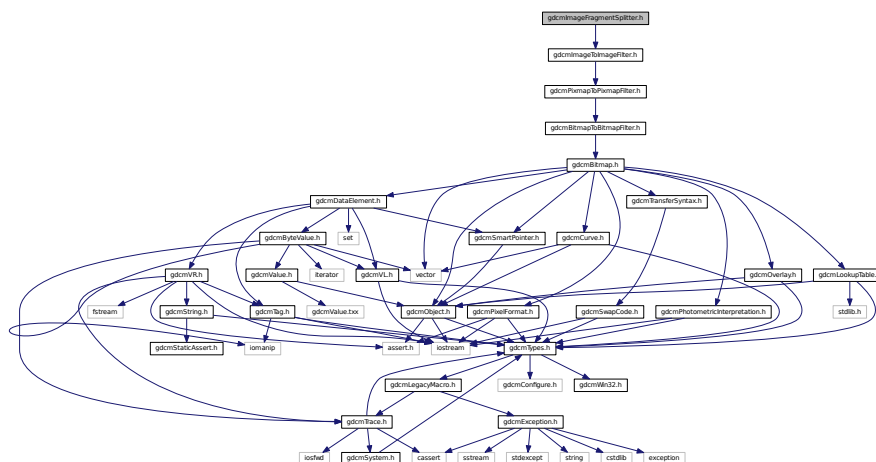 gdcmImageFragmentSplitter.h
gdcmImageToImageFilter.h
gdcmPixmapToPixmapFilter.h
gdcmBitmapToBitmapFilter.h
gdcmBitmap.h
gdcmDataElement.h
gdcmTransferSyntax.h
gdcmByteValue.h
set
gdcmSmartPointer.h
gdcmCurve.h
gdcmVR.h
gdcmValue.h
iterator
gdcmVL.h
vector
gdcmOverlay.h
gdcmLookupTable.
fstream
gdcmString.h
gdcmTag.h
gdcmValue.txx
gdcmObject.h
gdcmPixelFormat.h
gdcmSwapCode.h
gdcmPhotometricInterpretation.h
stdlib.h
gdcmStaticAssert.h
iomanip
assert.h
iostream
gdcmTypes.h
gdcmLegacyMacro.h
gdcmConfigure.h
gdcmWin32.h
gdcmTrace.h
gdcmException.h
iosfwd
gdcmSystem.h
cassert
sstream
stdexcept
string
cstdlib
exception